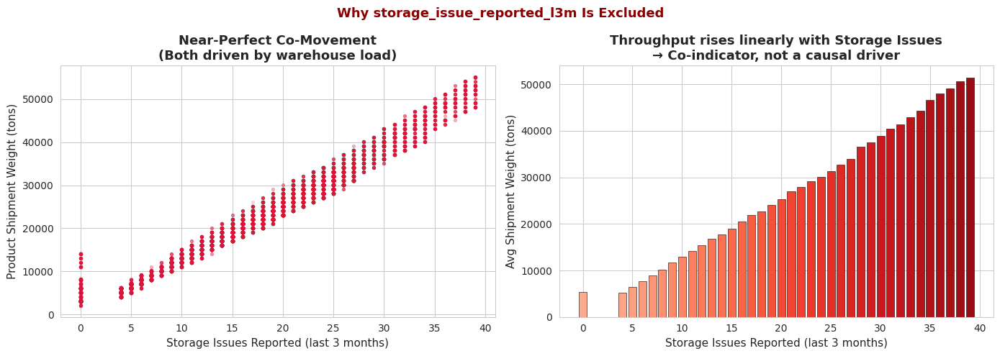 Why storage_issue_reported_l3m Is Excluded
Near-Perfect Co-Movement
(Both driven by warehouse load)
Product Shipment Weight (tons)
50000
40000
30000
20000
10000
0
0 5 10 15 20 25 30 35 40
Storage Issues Reported (last 3 months)
Throughput rises linearly with Storage Issues
→ Co-indicator, not a causal driver
Avg Shipment Weight (tons)
50000
40000
30000
20000
10000
0
0 5 10 15 20 25 30 35 40
Storage Issues Reported (last 3 months)